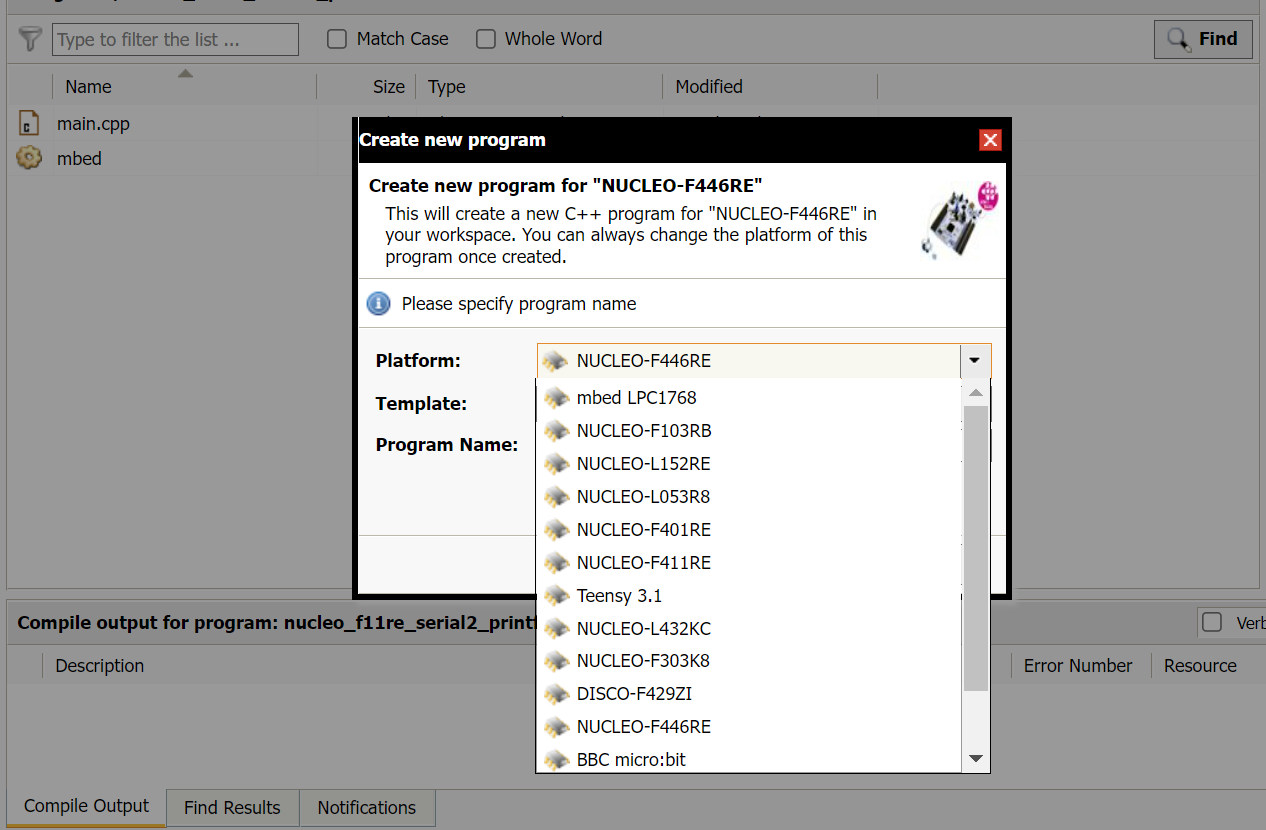 Type to filter the list ...
Match Case
Whole Word
Find
Name
Size
Type
Modified
main.cpp
mbed
Create new program
Create new program for "NUCLEO-F446RE"
This will create a new C++ program for "NUCLEO-F446RE" in
your workspace. You can always change the platform of this
program once created.
Please specify program name
Platform:
NUCLEO-F446RE
Template:
Program Name:
mbed LPC1768
NUCLEO-F103RB
NUCLEO-L152RE
NUCLEO-L053R8
NUCLEO-F401RE
NUCLEO-F411RE
Teensy 3.1
NUCLEO-L432KC
NUCLEO-F303K8
DISCO-F429ZI
NUCLEO-F446RE
BBC micro:bit
Compile output for program: nucleo_f11re_serial2_printf
Verb
Description
Error Number
Resource
Compile Output
Find Results
Notifications